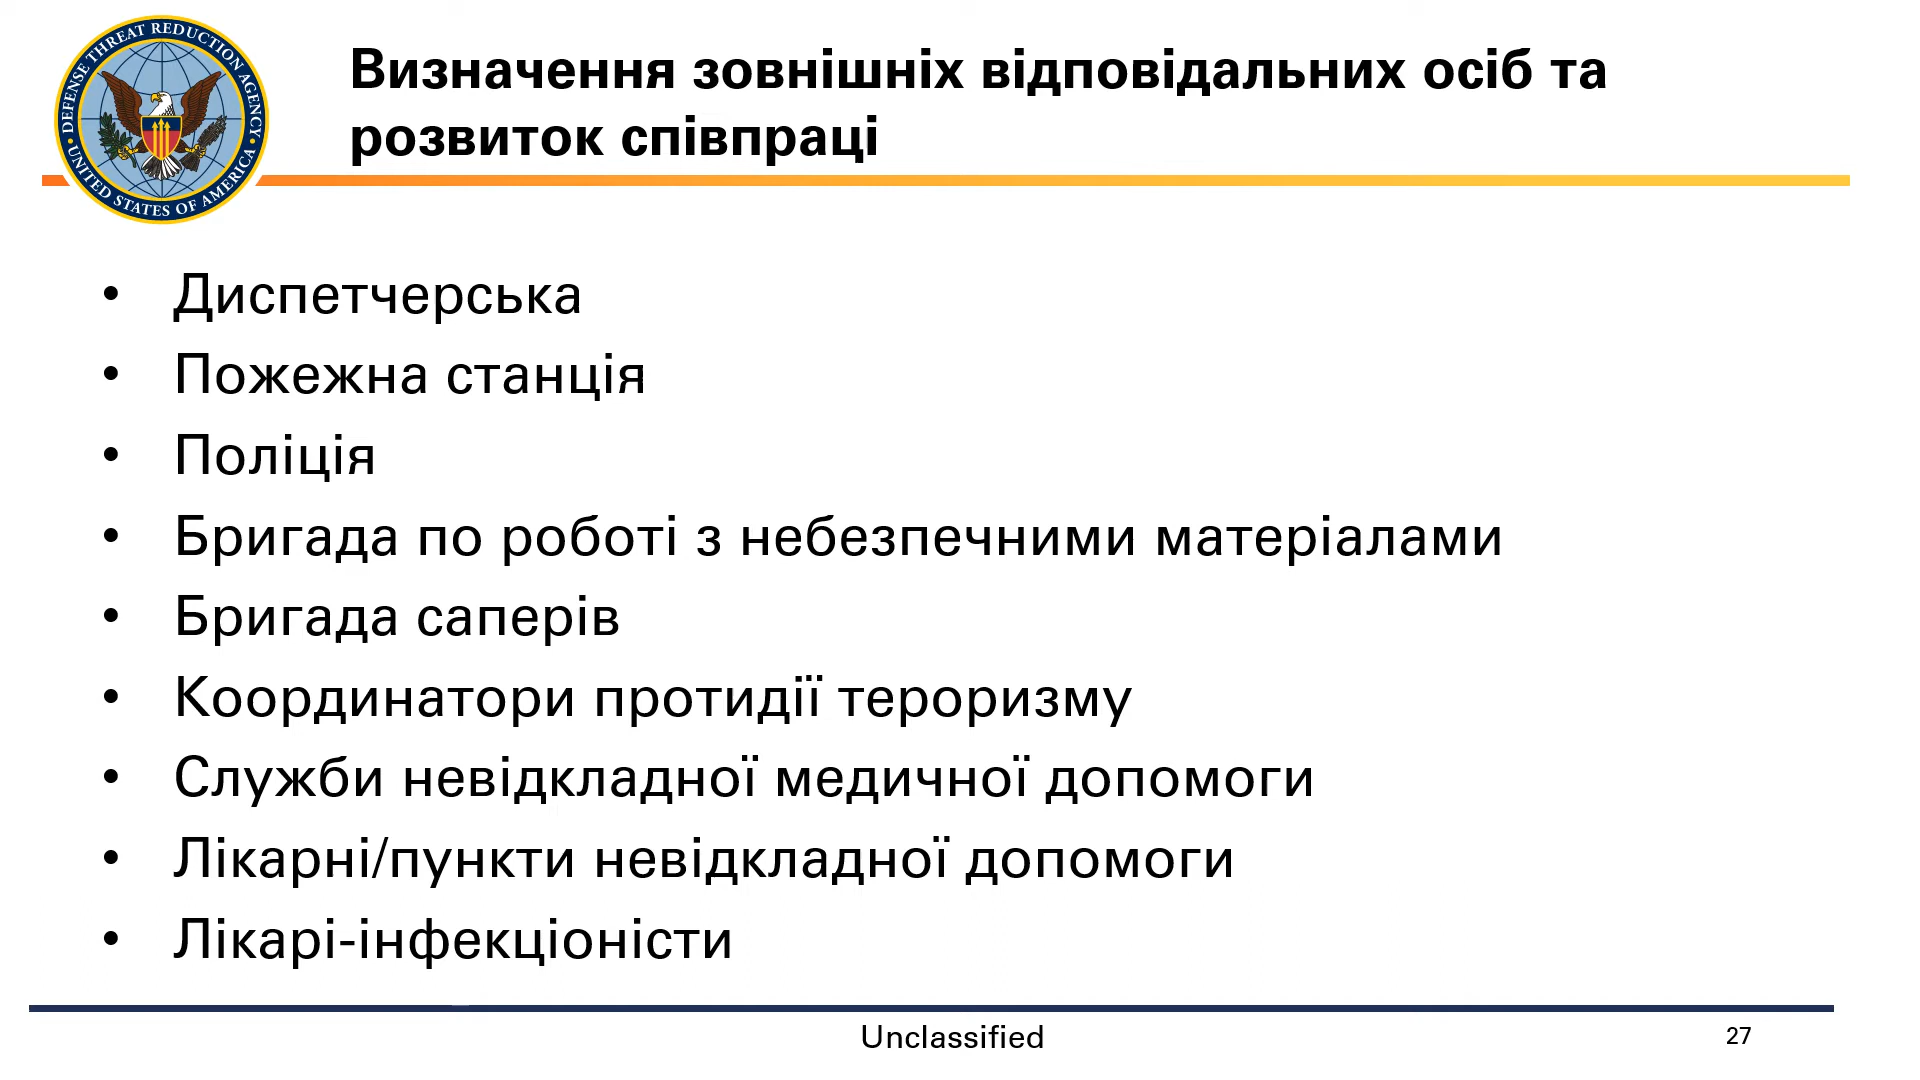 DEFENSE THREAT REDUCTION AGENCY
UNITED STATES OF AMERICA
Визначення зовнішніх відповідальних осіб та
розвиток співпраці
• Диспетчерська
• Пожежна станція
• Поліція
• Бригада по роботі з небезпечними матеріалами
• Бригада саперів
• Координатори протидії тероризму
• Служби невідкладної медичної допомоги
• Лікарні/пункти невідкладної допомоги
• Лікарі-інфекціоністи
Unclassified
27